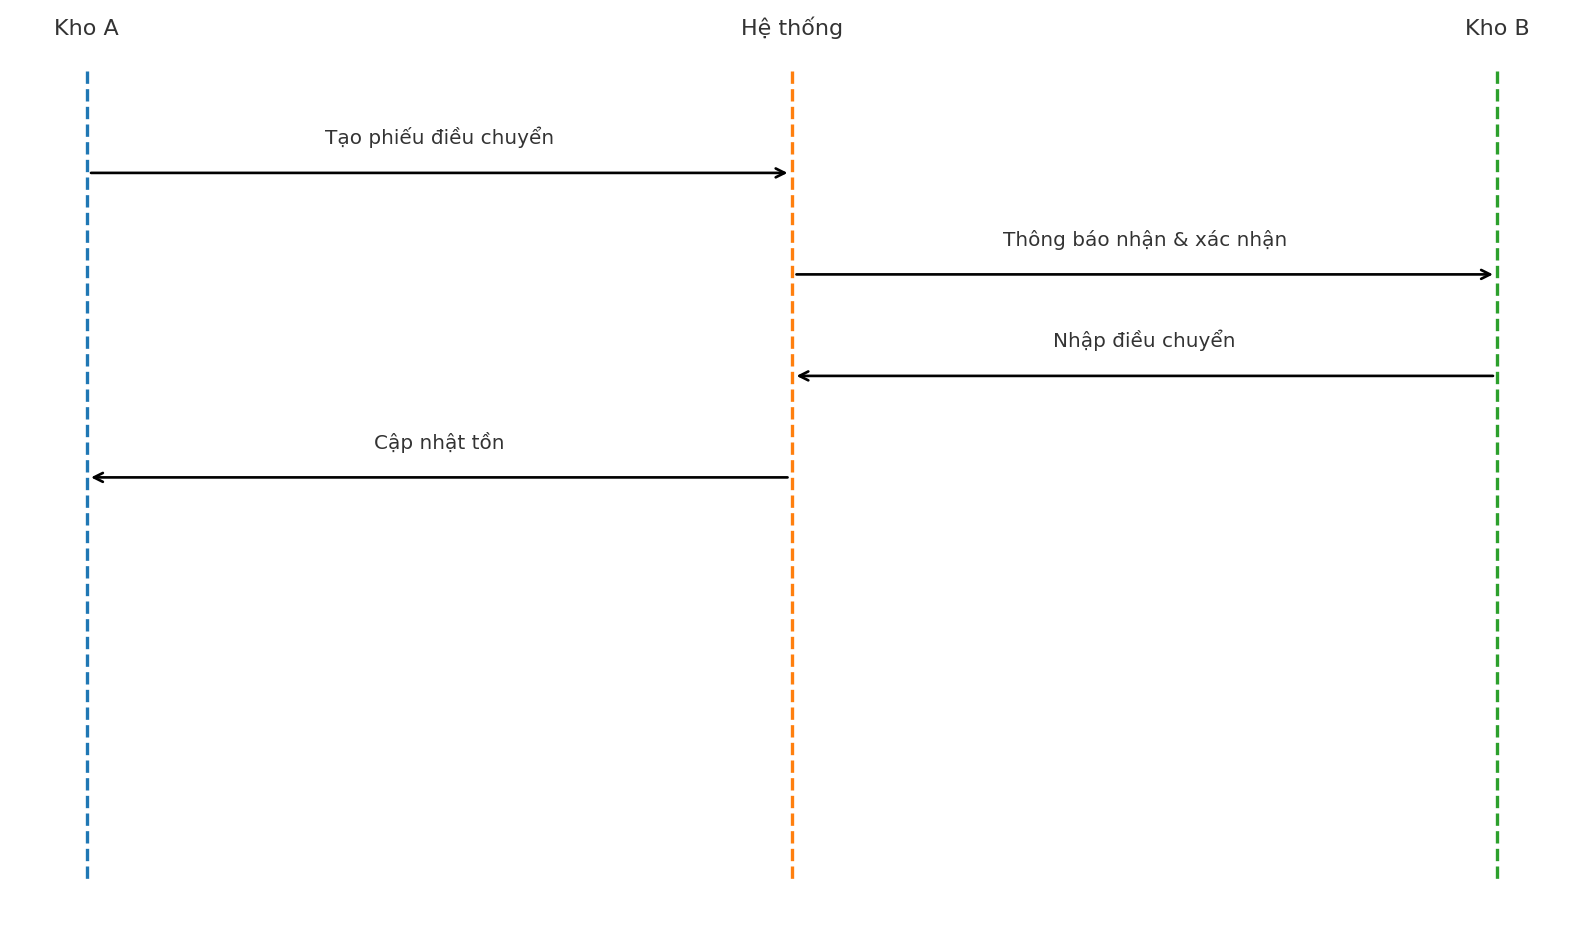 Kho A
Hệ thống
Kho B
Tạo phiếu điều chuyển
Thông báo nhận & xác nhận
Nhập điều chuyển
Cập nhật tồn